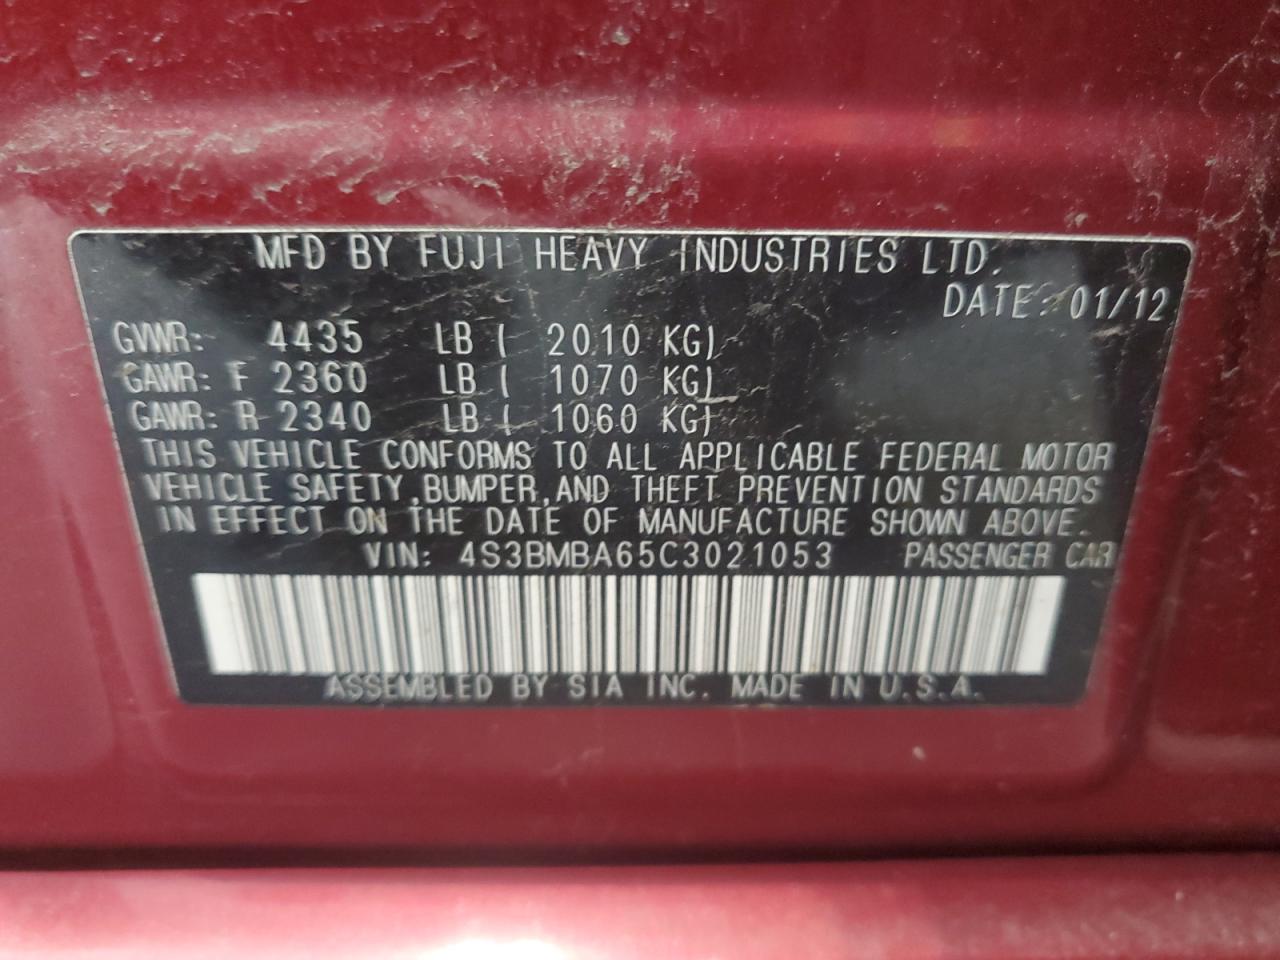 MFD BY FUJI HEAVY INDUSTRIES LTD.
DATE: 01/12
GVWR: 4435 LB ( 2010 KG)
GAWR: F 2360 LB ( 1070 KG)
GAWR: R 2340 LB ( 1060 KG)
THIS VEHICLE CONFORMS TO ALL APPLICABLE FEDERAL MOTOR
VEHICLE SAFETY, BUMPER, AND THEFT PREVENTION STANDARDS
IN EFFECT ON THE DATE OF MANUFACTURE SHOWN ABOVE.
VIN: 4S3BMBA65C3021053 PASSENGER CAR
ASSEMBLED BY SIA INC. MADE IN U.S.A.